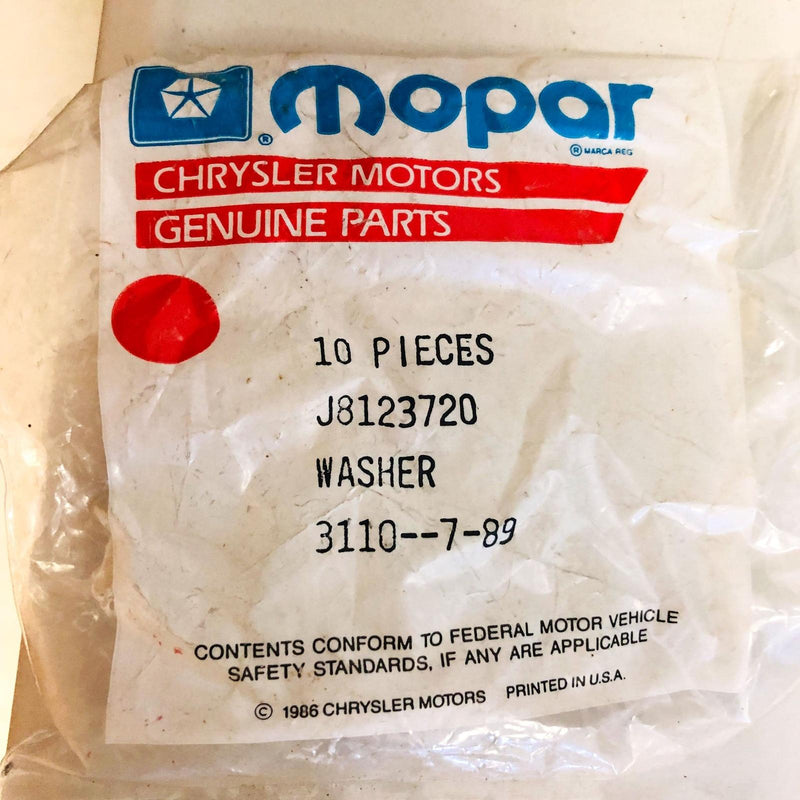 ® mopar
® MARCA REG
CHRYSLER MOTORS
GENUINE PARTS
10 PIECES
J8123720
WASHER
3110--7-89
CONTENTS CONFORM TO FEDERAL MOTOR VEHICLE
SAFETY STANDARDS, IF ANY ARE APPLICABLE
© 1986 CHRYSLER MOTORS PRINTED IN U.S.A.